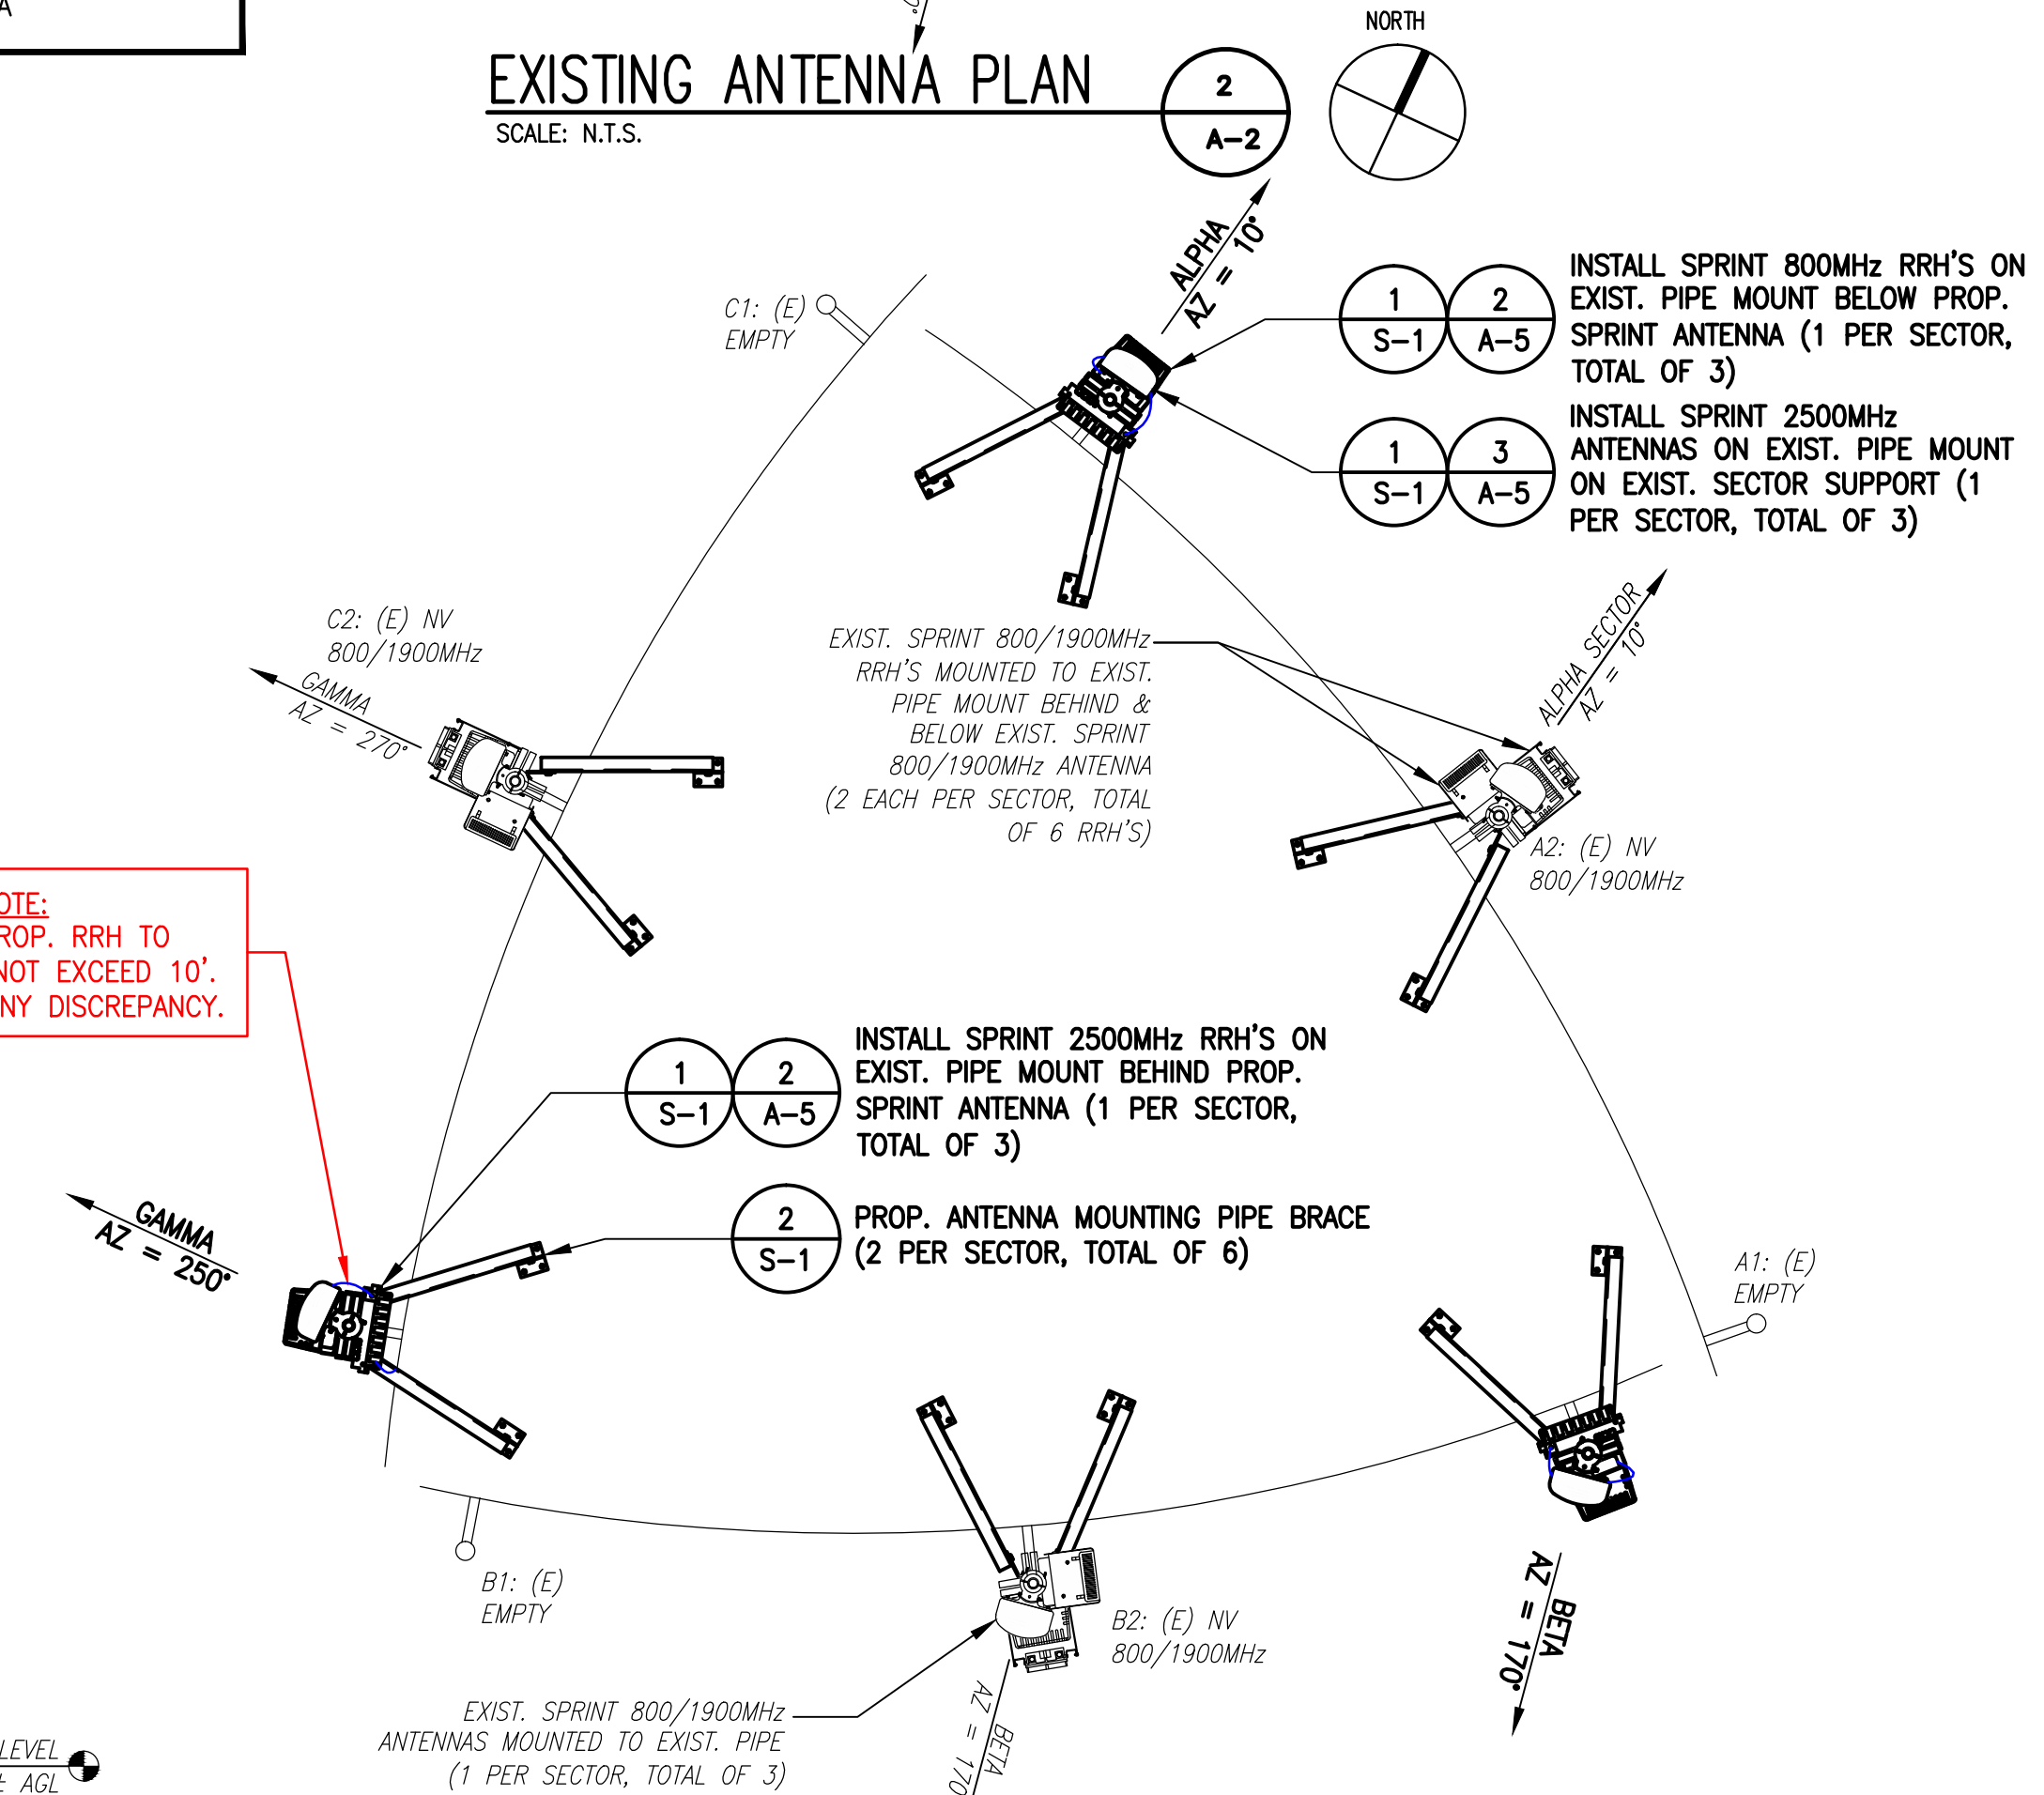 A
NORTH
EXISTING ANTENNA PLAN
SCALE: N.T.S.
2
A-2
ALPHA
AZ = 10°
C1: (E)
EMPTY
1
S-1
2
A-5
INSTALL SPRINT 800MHz RRH'S ON
EXIST. PIPE MOUNT BELOW PROP.
SPRINT ANTENNA (1 PER SECTOR,
TOTAL OF 3)
1
S-1
3
A-5
INSTALL SPRINT 2500MHz
ANTENNAS ON EXIST. PIPE MOUNT
ON EXIST. SECTOR SUPPORT (1
PER SECTOR, TOTAL OF 3)
C2: (E) NV
800/1900MHz
GAMMA
AZ = 270°
EXIST. SPRINT 800/1900MHz
RRH'S MOUNTED TO EXIST.
PIPE MOUNT BEHIND &
BELOW EXIST. SPRINT
800/1900MHz ANTENNA
(2 EACH PER SECTOR, TOTAL
OF 6 RRH'S)
ALPHA SECTOR
AZ = 10°
A2: (E) NV
800/1900MHz
OTE:
ROP. RRH TO
NOT EXCEED 10'.
NY DISCREPANCY.
1
S-1
2
A-5
INSTALL SPRINT 2500MHz RRH'S ON
EXIST. PIPE MOUNT BEHIND PROP.
SPRINT ANTENNA (1 PER SECTOR,
TOTAL OF 3)
2
S-1
PROP. ANTENNA MOUNTING PIPE BRACE
(2 PER SECTOR, TOTAL OF 6)
GAMMA
AZ = 250°
A1: (E)
EMPTY
B1: (E)
EMPTY
B2: (E) NV
800/1900MHz
BETA
AZ = 170°
EXIST. SPRINT 800/1900MHz
ANTENNAS MOUNTED TO EXIST. PIPE
(1 PER SECTOR, TOTAL OF 3)
BETA
AZ = 170
LEVEL
± AGL